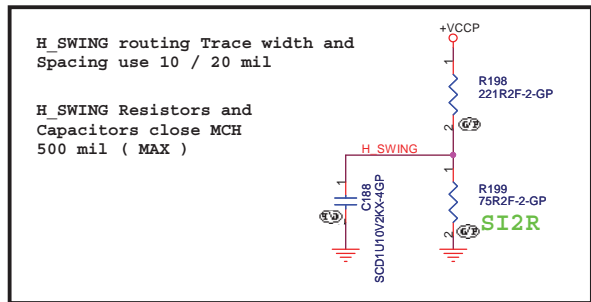 H_SWING routing Trace width and
Spacing use 10 / 20 mil
H_SWING Resistors and
Capacitors close MCH
500 mil ( MAX )
+VCCP
1
R198
221R2F-2-GP
2
G/P
H_SWING
1
C188
SCD1U10V2KX-4GP
1
R199
75R2F-2-GP
SI2R
2
G/P